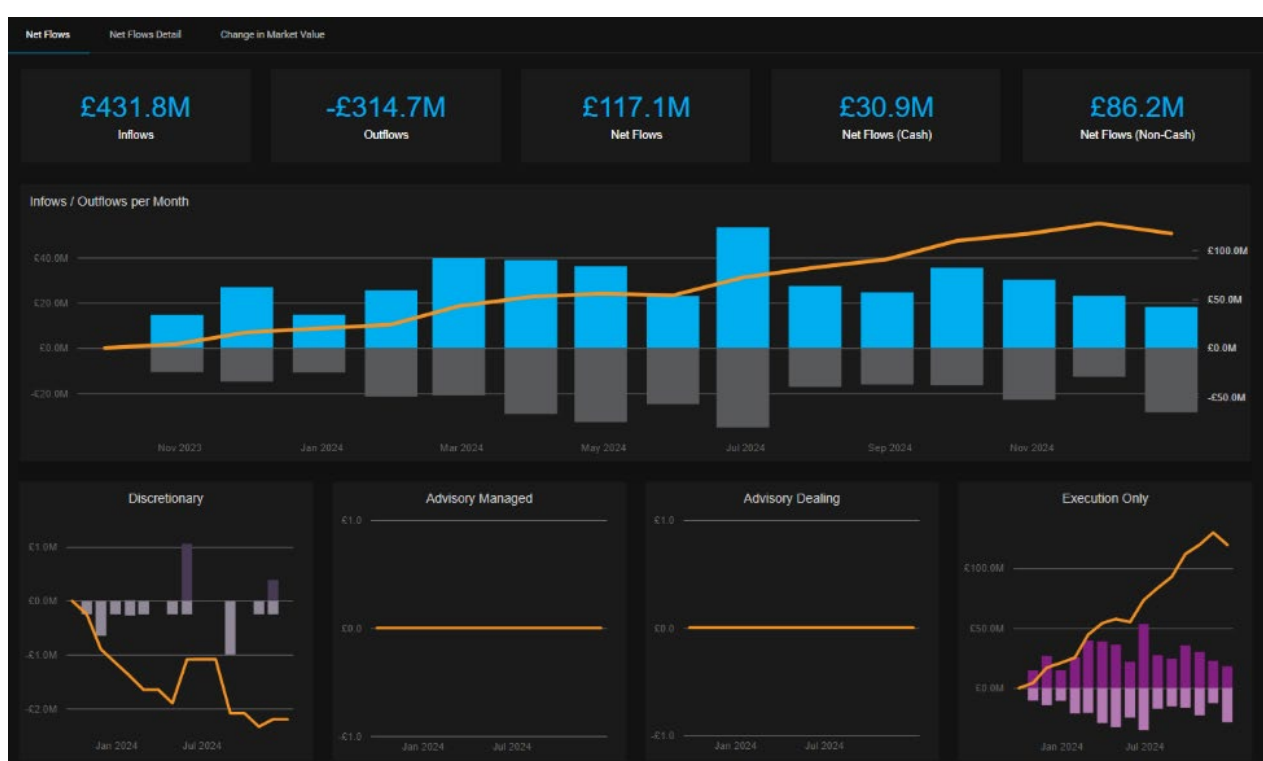 Net Flows Net Flows Detail Change in Market Value
£431.8M -£314.7M £117.1M £30.9M £86.2M
Inflows Outflows Net Flows Net Flows (Cash) Net Flows (Non-Cash)
Infows / Outflows per Month
£40.0M £100.0M
£20.0M £50.0M
£0.0M £0.0M
-£20.0M -£50.0M
Nov 2023 Jan 2024 Mar 2024 May 2024 Jul 2024 Sep 2024 Nov 2024
Discretionary
£1.0M
£0.0M
-£1.0M
-£2.0M
Jan 2024 Jul 2024
Advisory Managed
£1.0
£0.0
-£1.0
Jan 2024 Jul 2024
Advisory Dealing
£1.0
£0.0
-£1.0
Jan 2024 Jul 2024
Execution Only
£100.0M
£50.0M
£0.0M
Jan 2024 Jul 2024